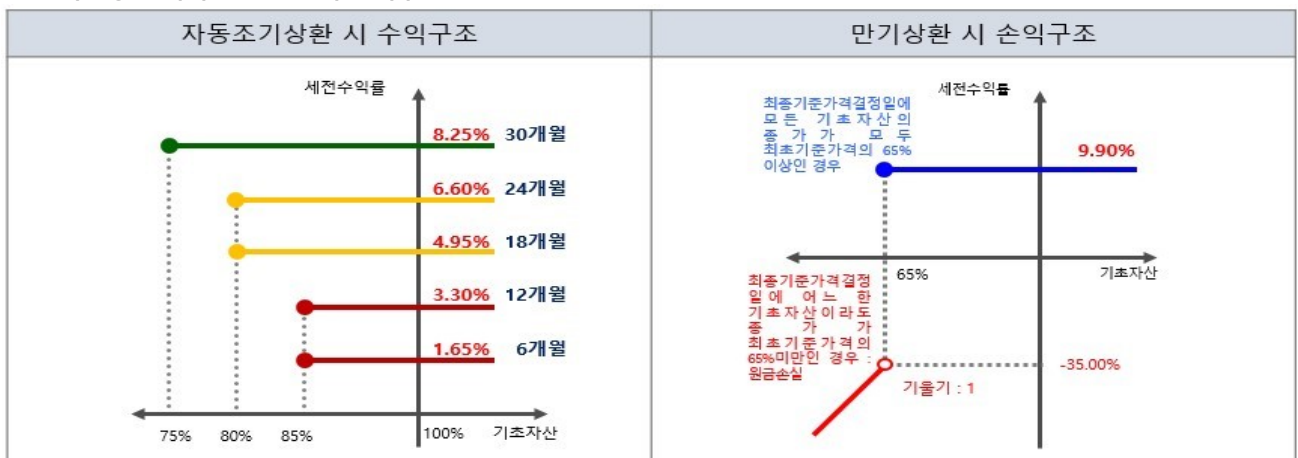 자동조기상환 시 수익구조
만기상환 시 손익구조
세전수익률
8.25% 30개월
6.60% 24개월
4.95% 18개월
3.30% 12개월
1.65% 6개월
75% 80% 85% 100% 기초자산
세전수익률
최종기준가격결정일에
모든 기초자산의
종가가 모두
최초기준가격의 65%
이상인 경우
9.90%
65%
기초자산
최종기준가격결정
일에 어느 한
기초자산이라도
종가가
최초기준가격의
65%미만인 경우 :
원금손실
-35.00%
기울기 : 1